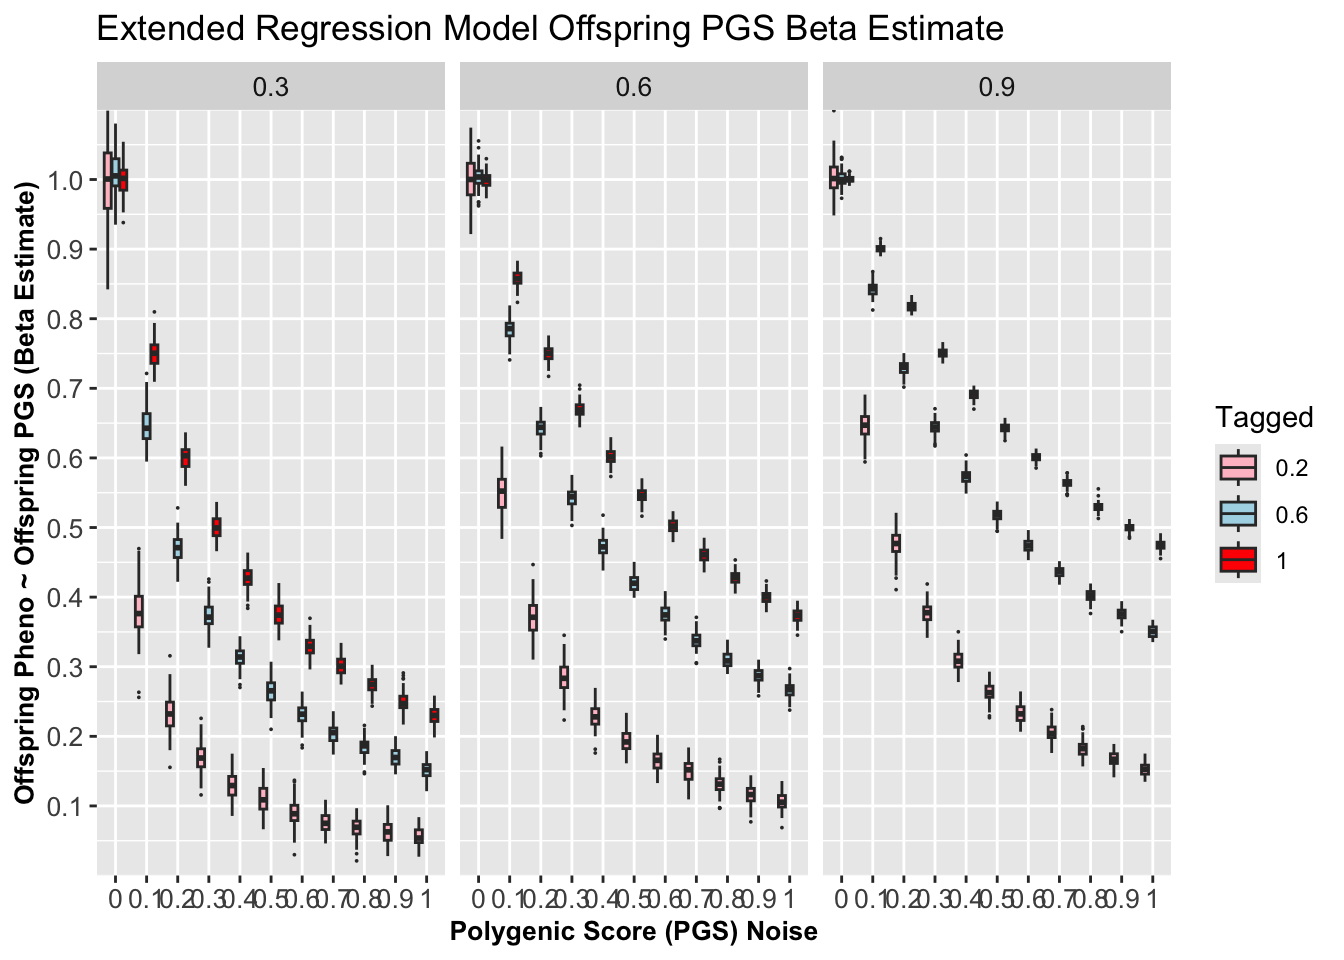 Extended Regression Model Offspring PGS Beta Estimate
0.3 0.6 0.9
Offspring Pheno ~ Offspring PGS (Beta Estimate)
1.0
0.9
0.8
0.7
0.6
0.5
0.4
0.3
0.2
0.1
0 0.1 0.2 0.3 0.4 0.5 0.6 0.7 0.8 0.9 1 0 0.1 0.2 0.3 0.4 0.5 0.6 0.7 0.8 0.9 1 0 0.1 0.2 0.3 0.4 0.5 0.6 0.7 0.8 0.9 1
Polygenic Score (PGS) Noise
Tagged
0.2
0.6
1